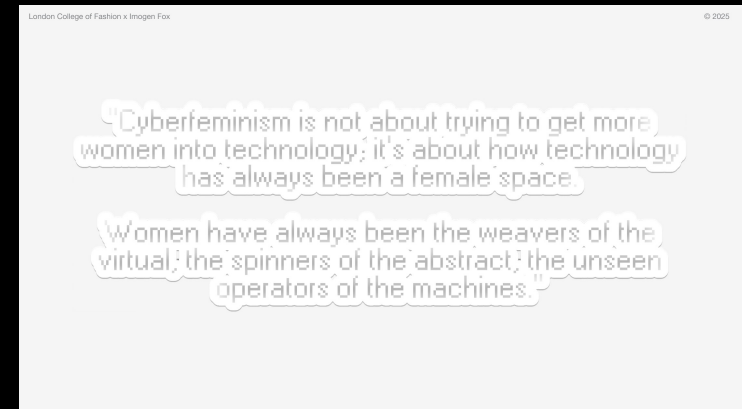 London College of Fashion x Imogen Fox
© 2025
"Cyberfeminism is not about trying to get more
women into technology; it's about how technology
has always been a female space.
Women have always been the weavers of the
virtual; the spinners of the abstract; the unseen
operators of the machines."